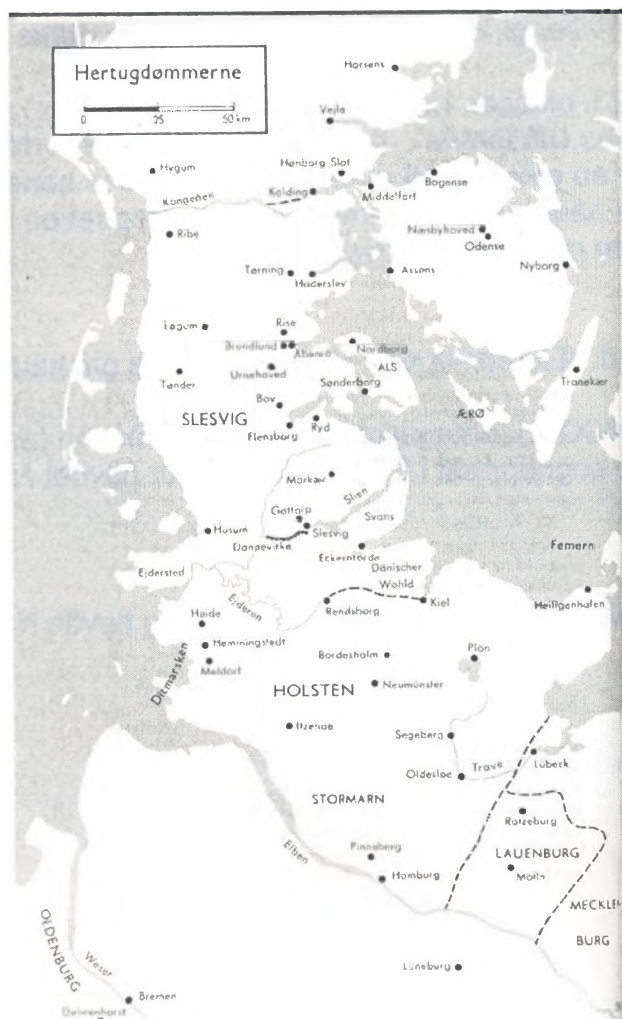 Hertugdømmerne
0 25 50 km
Horsens
Vejle
Hygum
Hønborg Slot
Bogense
Kolding
Middelfart
Kongeåen
Ribe
Næsbyhoved
Odense
Nyborg
Tørning
Haderslev
Assens
Løgum
Rise
Brundlund
Åbenrå
Nordborg
ALS
Urnehoved
Tønder
Sønderborg
Tranekær
Bov
ÆRØ
SLESVIG
Ryd
Flensborg
Morkær
Slien
Gottorp
Svans
Husum
Slesvig
Dannevirke
Eckernförde
Femern
Ejdersted
Dänischer
Wohld
Ejderen
Rendsborg
Kiel
Heiligenhafen
Heide
Hemmingstedt
Bordesholm
Plön
Meldorf
Ditmarsken
HOLSTEN
Neumünster
Itzehoe
Segeberg
Trave
Lübeck
Oldesloe
STORMARN
Ratzeburg
Pinneberg
LAUENBURG
Elben
Mölln
Hamburg
MECKLEN
OLDENBURG
BURG
Weser
Lüneburg
Bremen
Delmenhorst